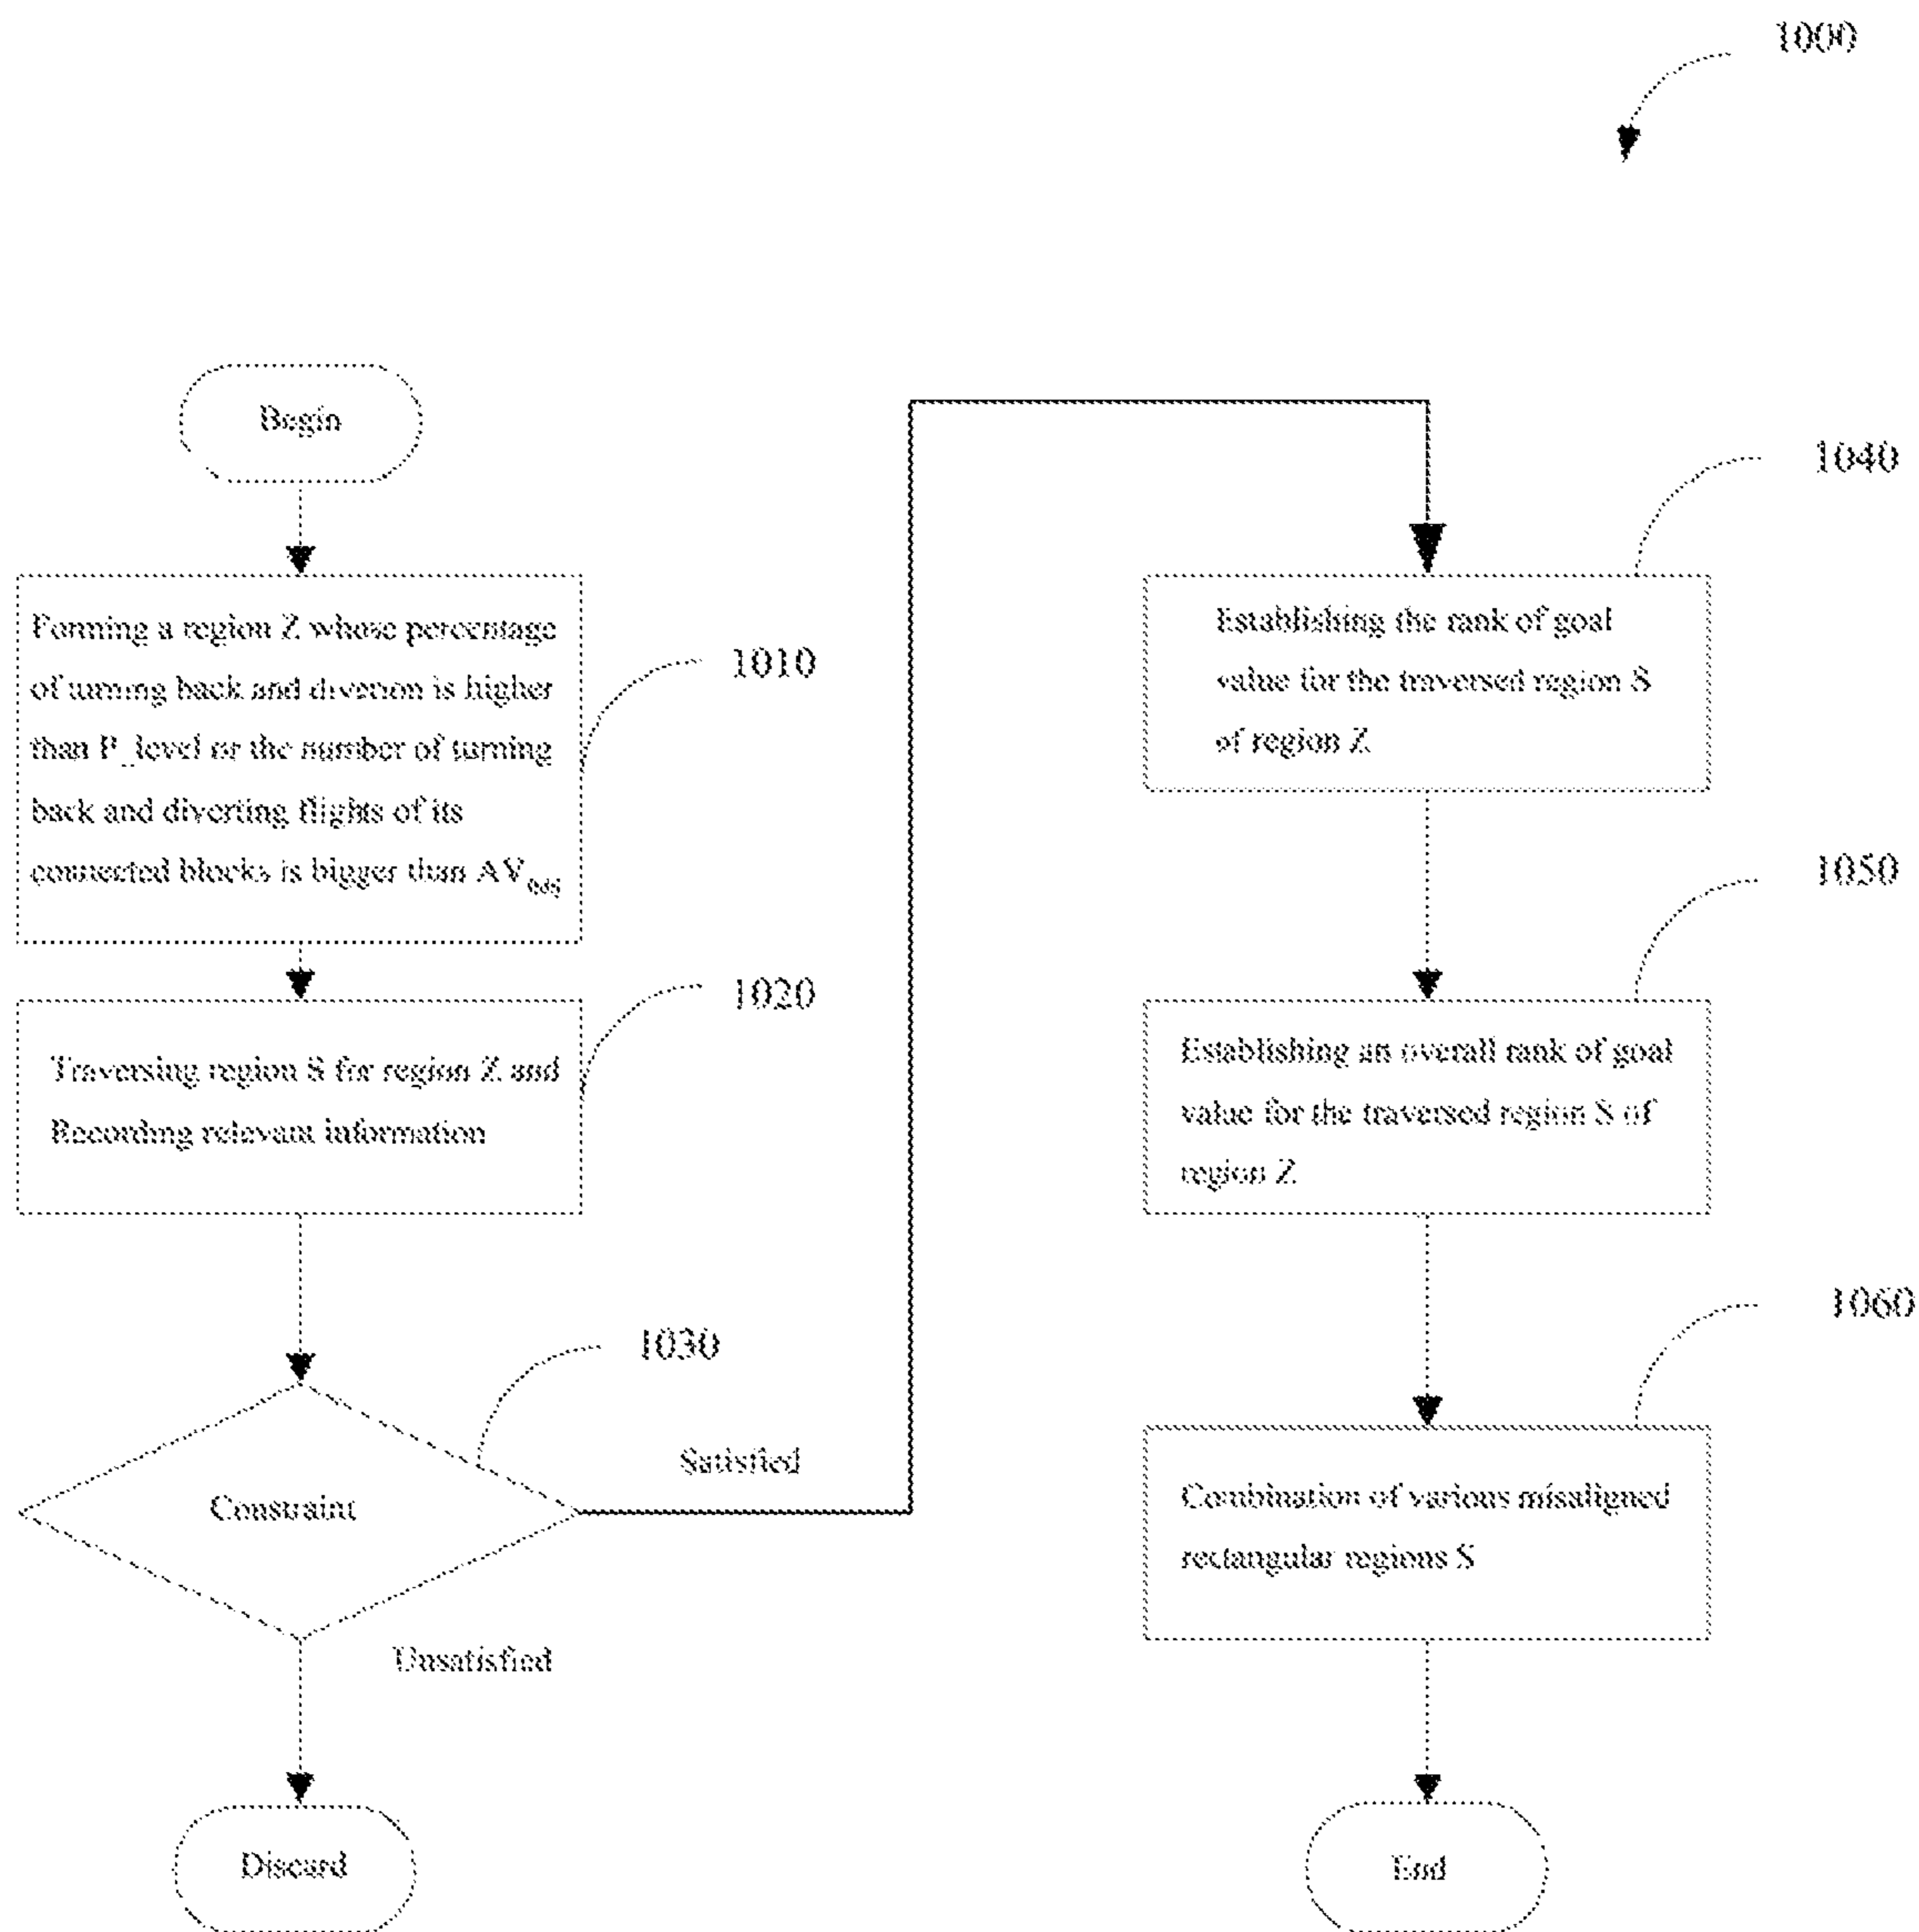 1000
Begin
Forming a region Z whose percentage
of turning back and divertion is higher
than P_level or the number of turning
back and diverting flights of its
connected blocks is bigger than AV
1010
Traversing region S for region Z and
Recording relevant information
1020
1030
Constraint
Satisfied
Unsatisfied
Discard
1040
Establishing the rank of goal
value for the traversed region S
of region Z
1050
Establishing an overall rank of goal
value for the traversed region S of
region Z
1060
Combination of various misaligned
rectangular regions S
End